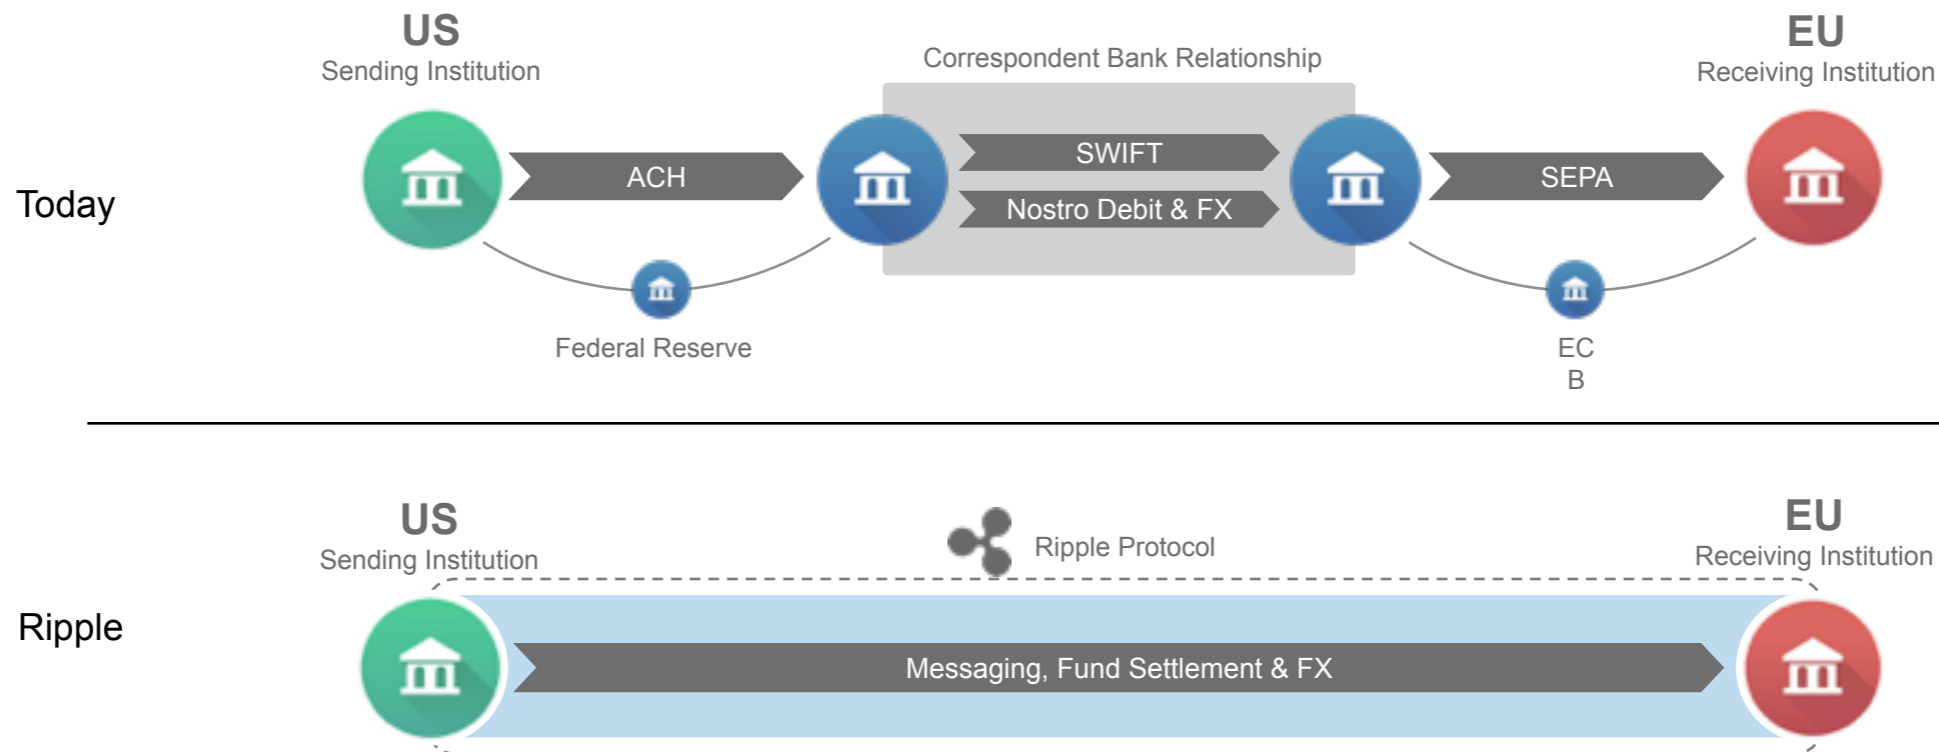 US
Sending Institution
Correspondent Bank Relationship
EU
Receiving Institution
Today
ACH
SWIFT
Nostro Debit & FX
SEPA
Federal Reserve
EC
B
US
Sending Institution
Ripple Protocol
EU
Receiving Institution
Ripple
Messaging, Fund Settlement & FX